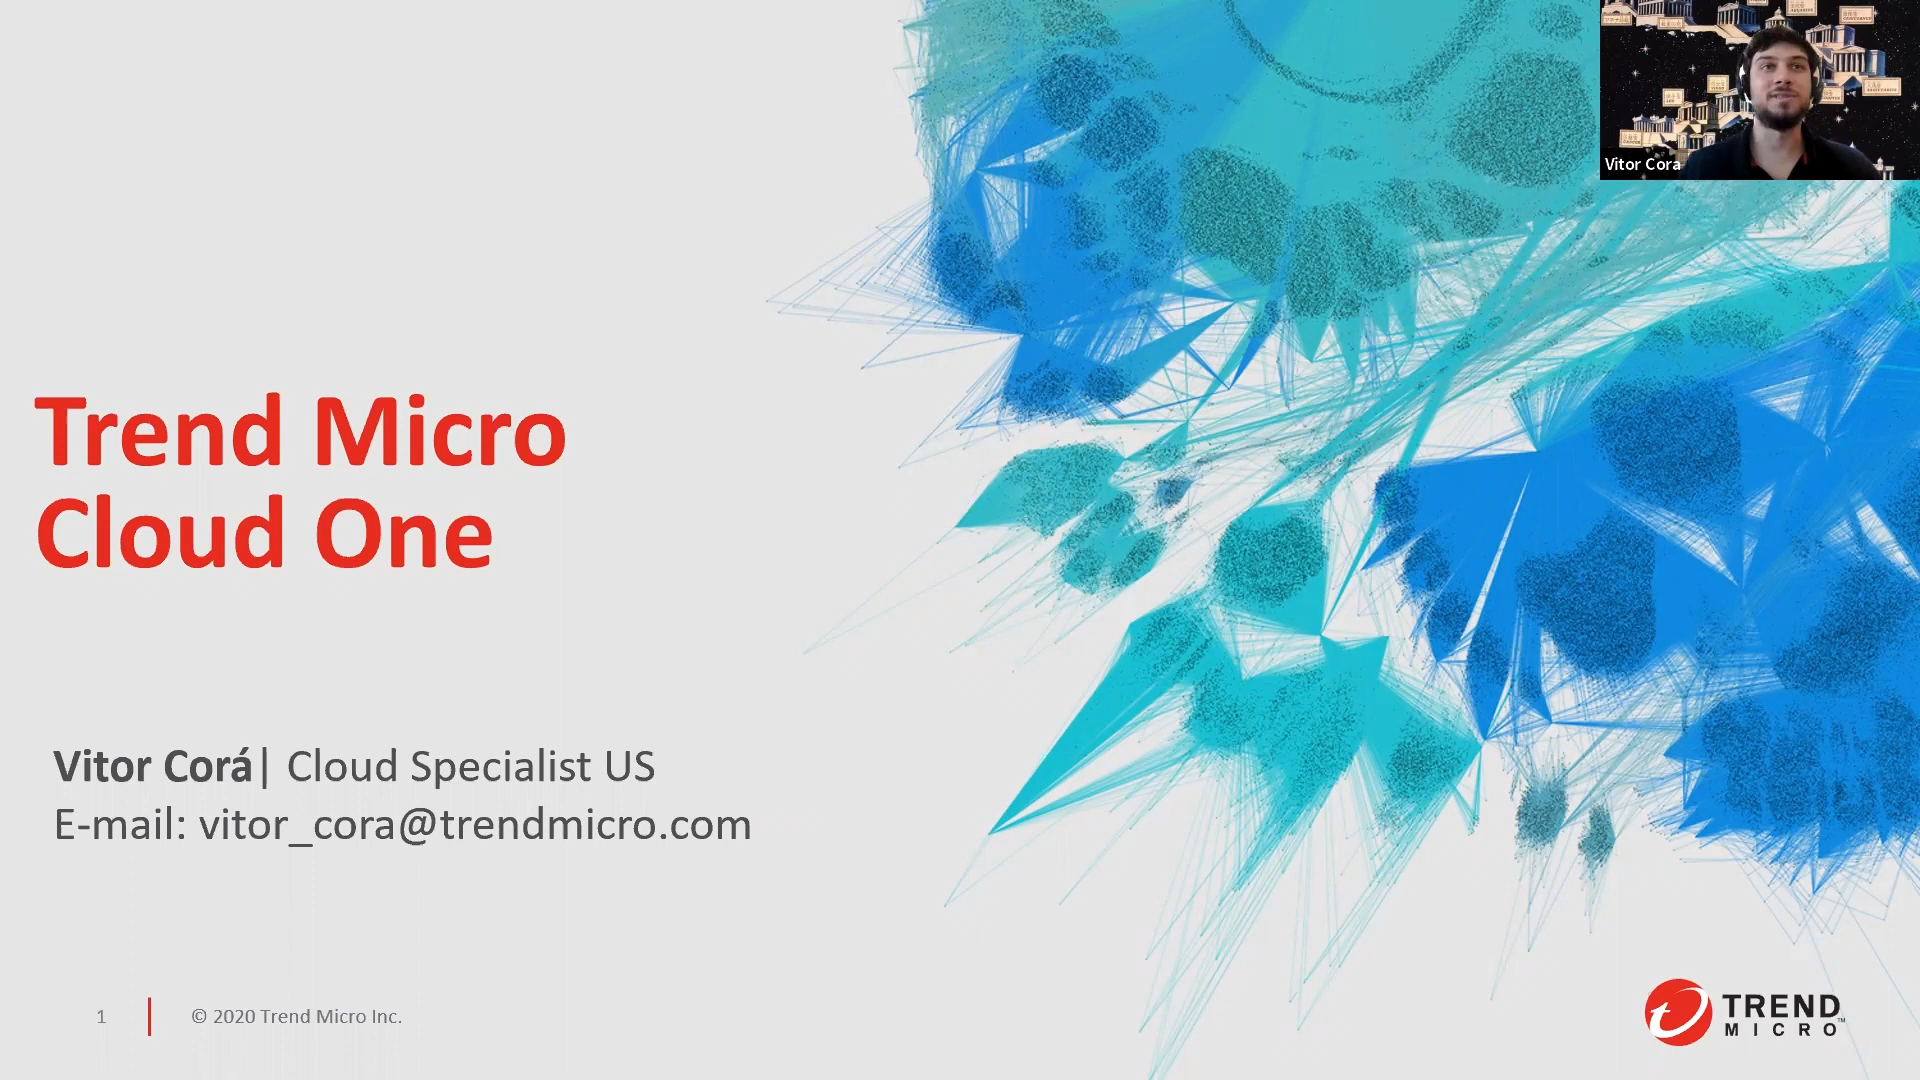 Vitor Cora
Trend Micro
Cloud One
Vitor Corá| Cloud Specialist US
E-mail: vitor_cora@trendmicro.com
1
© 2020 Trend Micro Inc.
TREND
MICRO™